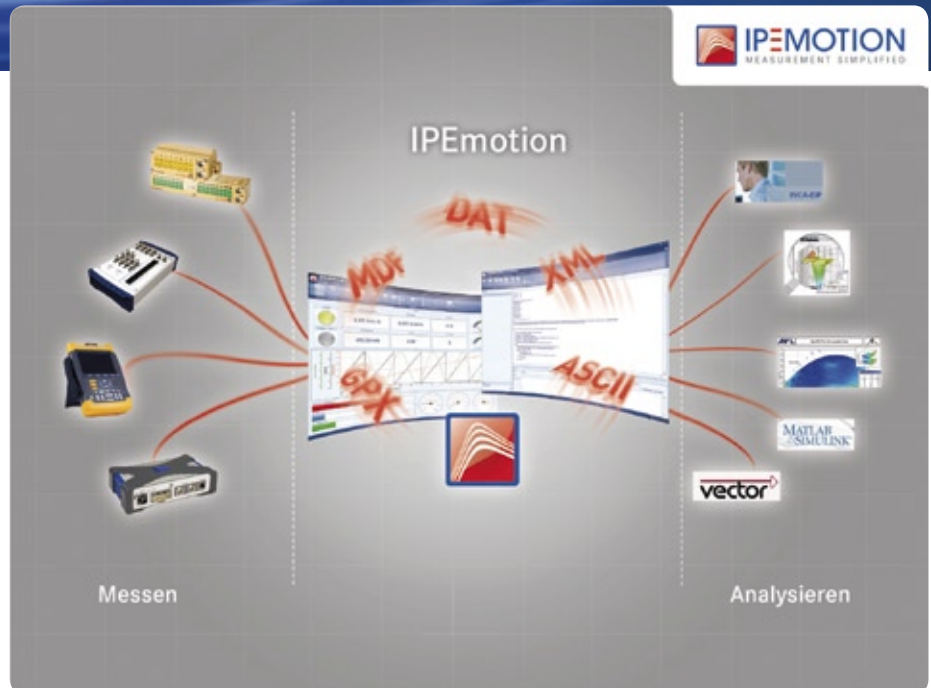 IPEMOTION
MEASUREMENT SIMPLIFIED
IPEmotion
DAT
MDF
XML
GPX
ASCII
MATLAB
&SIMULINK
vector
Messen
Analysieren